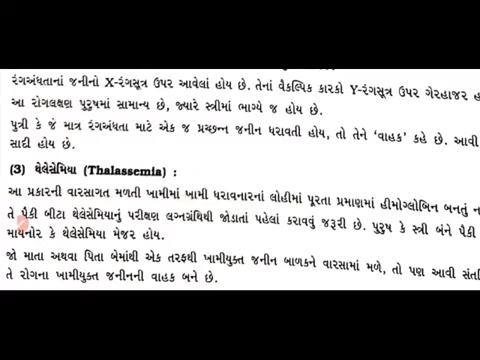 રંગઅંધતાનાં જનીનો X-રંગસૂત્ર ઉપર આવેલાં હોય છે. તેનાં વૈકલ્પિક કારકો Y-રંગસૂત્ર ઉપર ગેરહાજર
આ રોગલક્ષણ પુરુષમાં સામાન્ય છે, જ્યારે સ્ત્રીમાં ભાગ્યે જ હોય છે.
પુત્રી કે જે માત્ર રંગઅંધતા માટે એક જ પ્રચ્છન્ન જનીન ધરાવતી હોય, તો તેને ‘વાહક’ કહે છે. આવી
સાદી હોય છે.
(3) થેલેસેમિયા (Thalassemia) :
આ પ્રકારની વારસાગત મળતી ખામીમાં ખામી ધરાવનારનાં લોહીમાં પૂરતા પ્રમાણમાં હીમોગ્લોબિન બનતું ન
તે પૈકી બીટા થેલેસેમિયાનું પરીક્ષણ લગ્નગ્રંથિથી જોડાતાં પહેલાં કરાવવું જરૂરી છે. પુરુષ કે સ્ત્રી બંને પૈકી
માયનોર કે થેલેસેમિયા મેજર હોય.
જો માતા અથવા પિતા બેમાંથી એક તરફથી ખામીયુક્ત જનીન બાળકને વારસામાં મળે, તો પણ આવી સંતતિ
તે રોગના ખામીયુક્ત જનીનની વાહક બને છે.